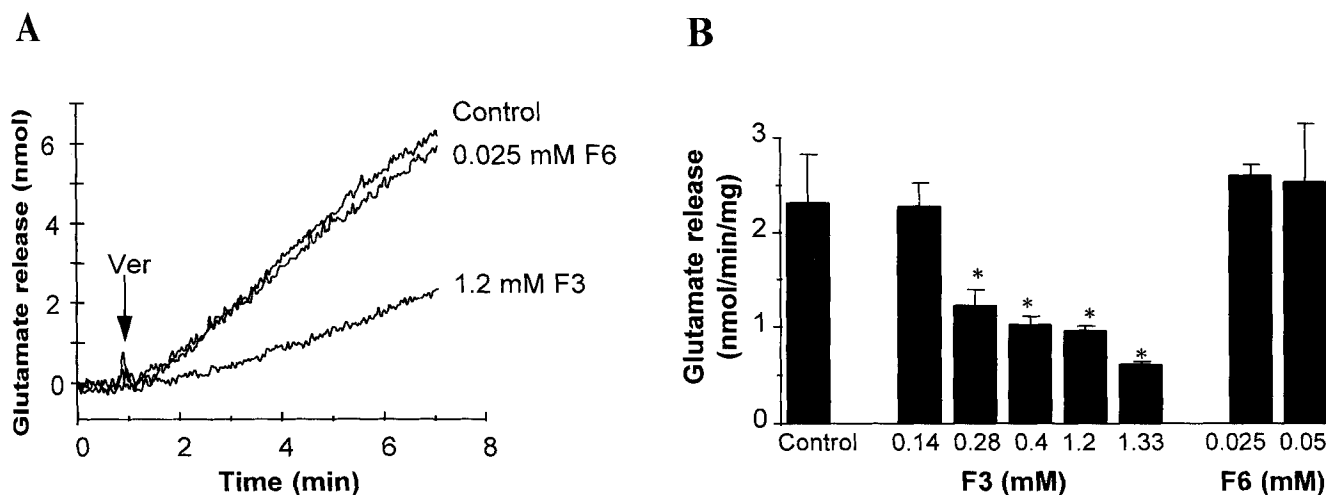 A
Glutamate release (nmol)
6
4
2
0
Ver
Control
0.025 mM F6
1.2 mM F3
0 2 4 6 8
Time (min)
B
Glutamate release
(nmol/min/mg)
3
2
1
0
* * * *
Control 0.14 0.28 0.4 1.2 1.33 0.025 0.05
F3 (mM) F6 (mM)